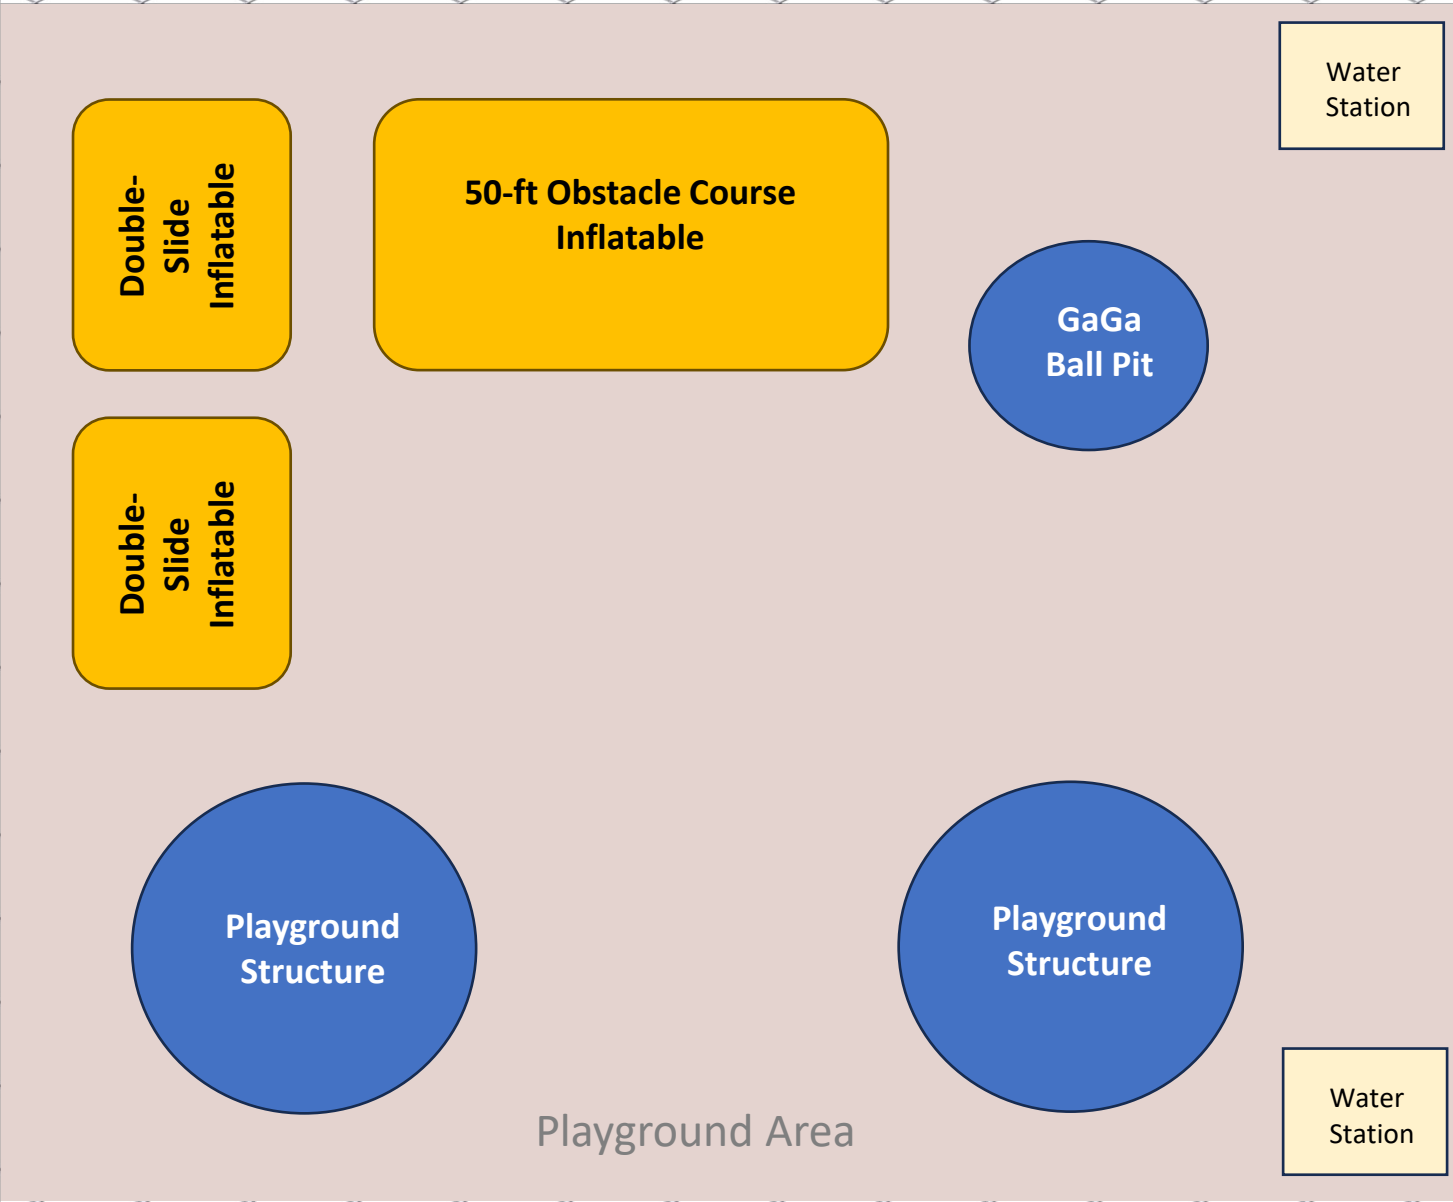 Water
Station
Double-
Slide
Inflatable
50-ft Obstacle Course
Inflatable
GaGa
Ball Pit
Double-
Slide
Inflatable
Playground
Structure
Playground
Structure
Playground Area
Water
Station